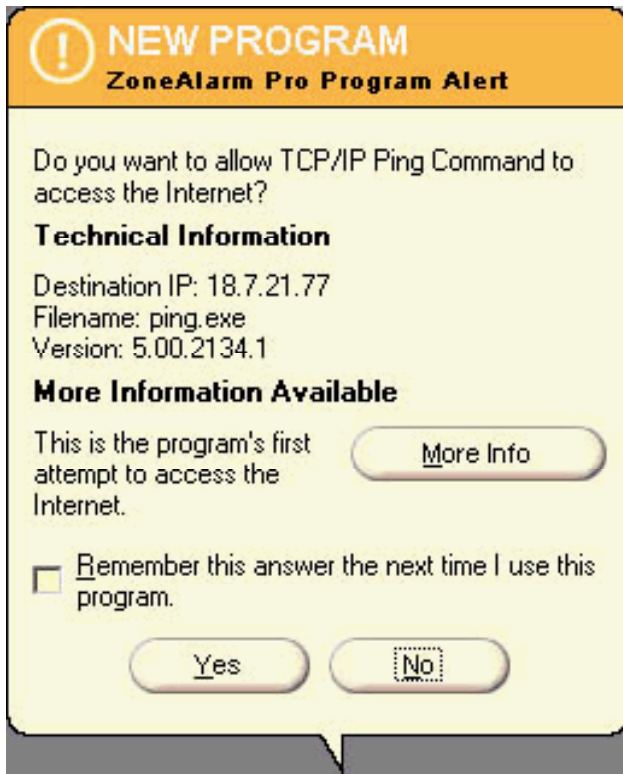 NEW PROGRAM
ZoneAlarm Pro Program Alert
Do you want to allow TCP/IP Ping Command to
access the Internet?
Technical Information
Destination IP: 18.7.21.77
Filename: ping.exe
Version: 5.00.2134.1
More Information Available
This is the program's first
attempt to access the
Internet.
More Info
Remember this answer the next time I use this
program.
Yes
No